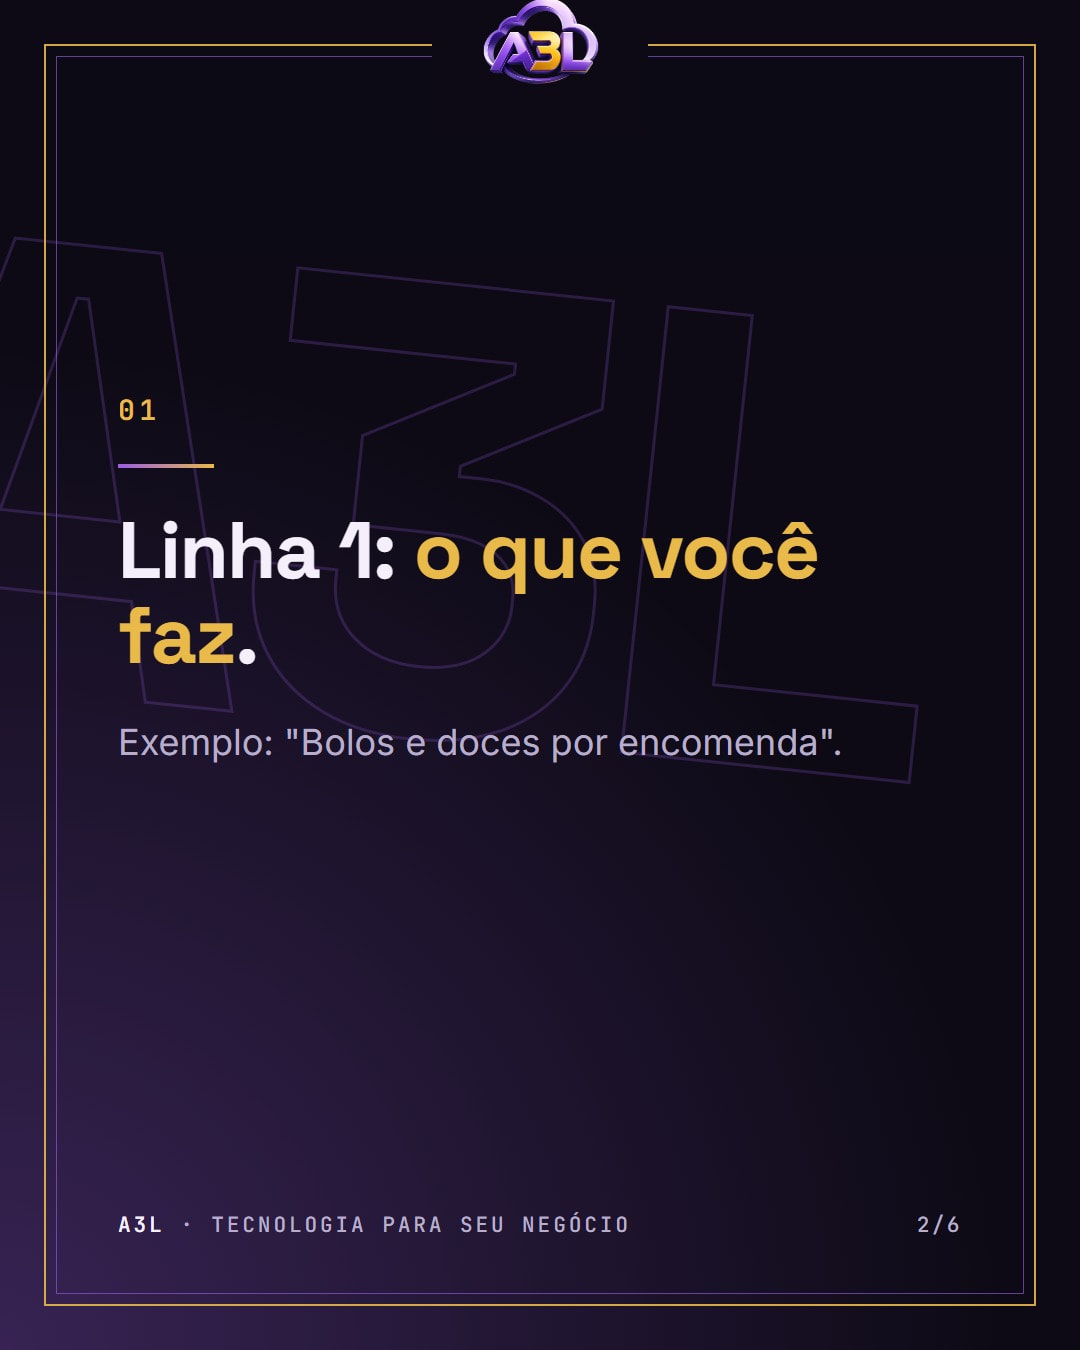 A3L
A3L
01
Linha 1: o que você
faz.
Exemplo: "Bolos e doces por encomenda".
A3L · TECNOLOGIA PARA SEU NEGÓCIO
2/6